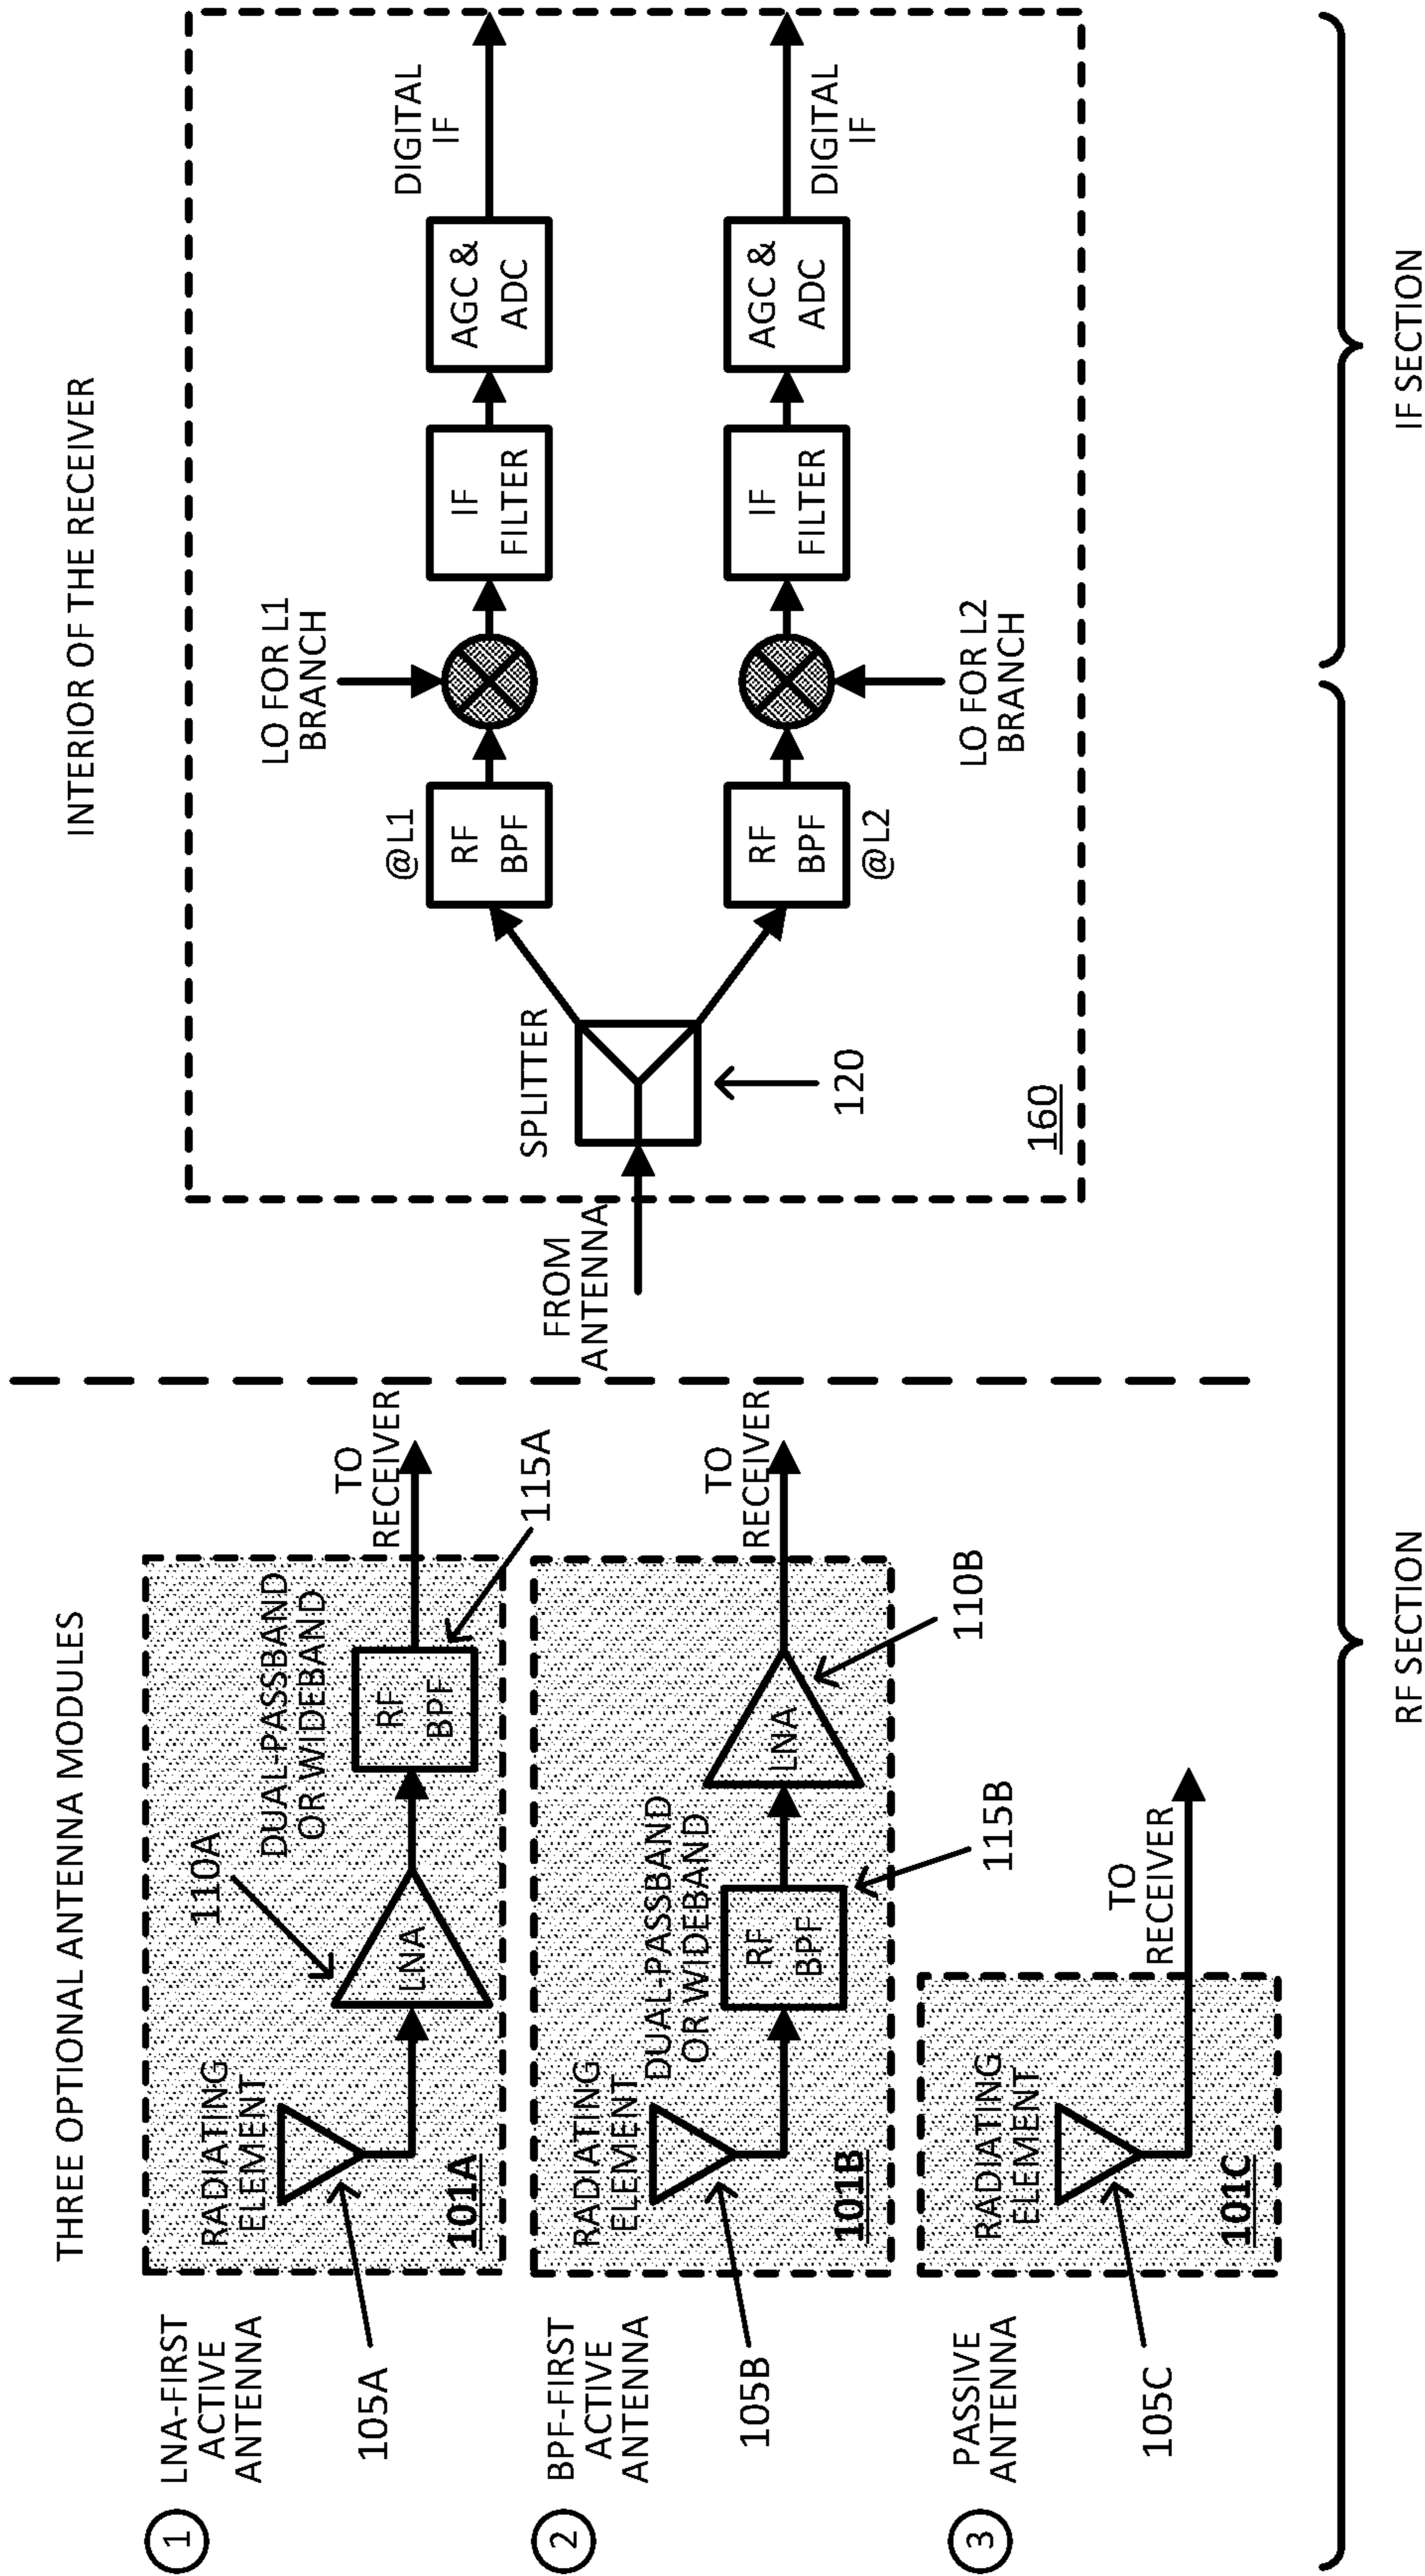 THREE OPTIONAL ANTENNA MODULES
INTERIOR OF THE RECEIVER
1
LNA-FIRST
ACTIVE
ANTENNA
105A
RADIATING
ELEMENT
101A
110A
LNA
DUAL-PASSBAND
OR WIDEBAND
RF
BPF
115A
TO
RECEIVER
2
BPF-FIRST
ACTIVE
ANTENNA
105B
RADIATING
ELEMENT
101B
DUAL-PASSBAND
OR WIDEBAND
RF
BPF
115B
LNA
110B
TO
RECEIVER
3
PASSIVE
ANTENNA
105C
RADIATING
ELEMENT
101C
TO
RECEIVER
FROM
ANTENNA
SPLITTER
120
160
@L1
RF
BPF
LO FOR L1
BRANCH
IF
FILTER
AGC &
ADC
DIGITAL
IF
RF
BPF
@L2
LO FOR L2
BRANCH
IF
FILTER
AGC &
ADC
DIGITAL
IF
RF SECTION
IF SECTION